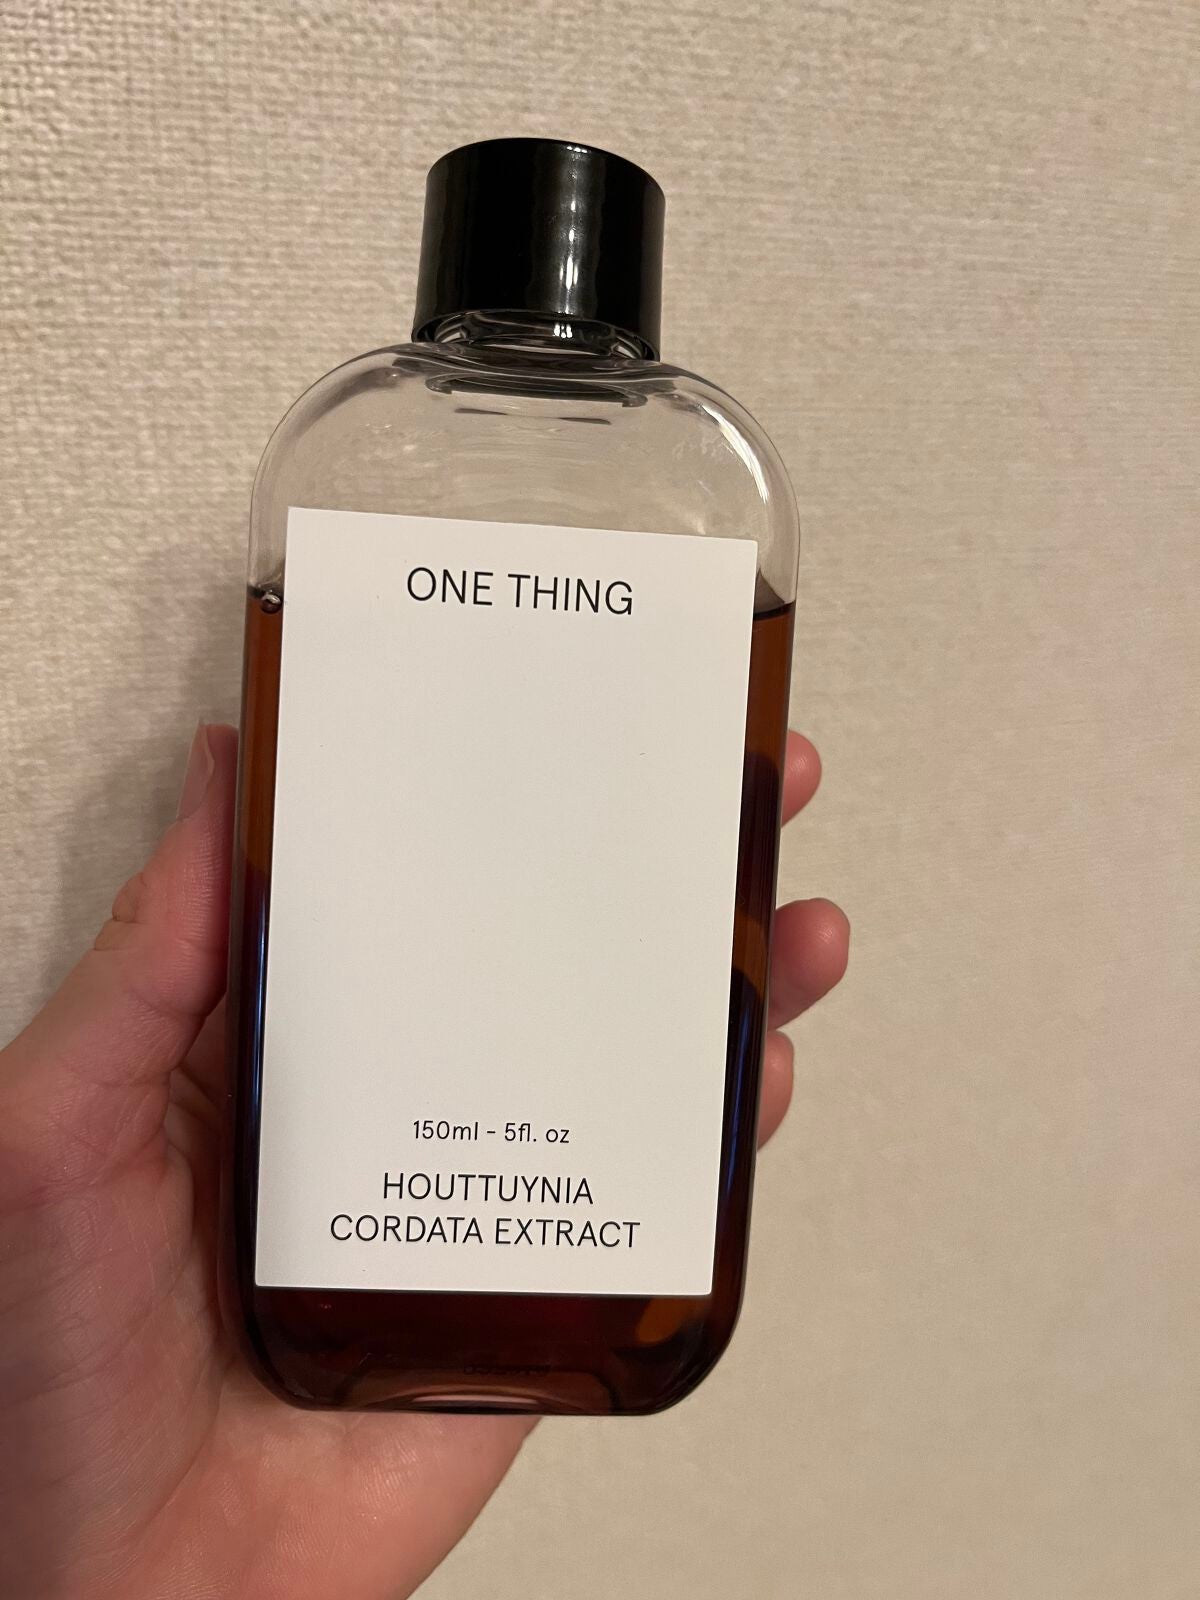 ONE THING
150ml - 5fl. oz
HOUTTUYNIA
CORDATA EXTRACT